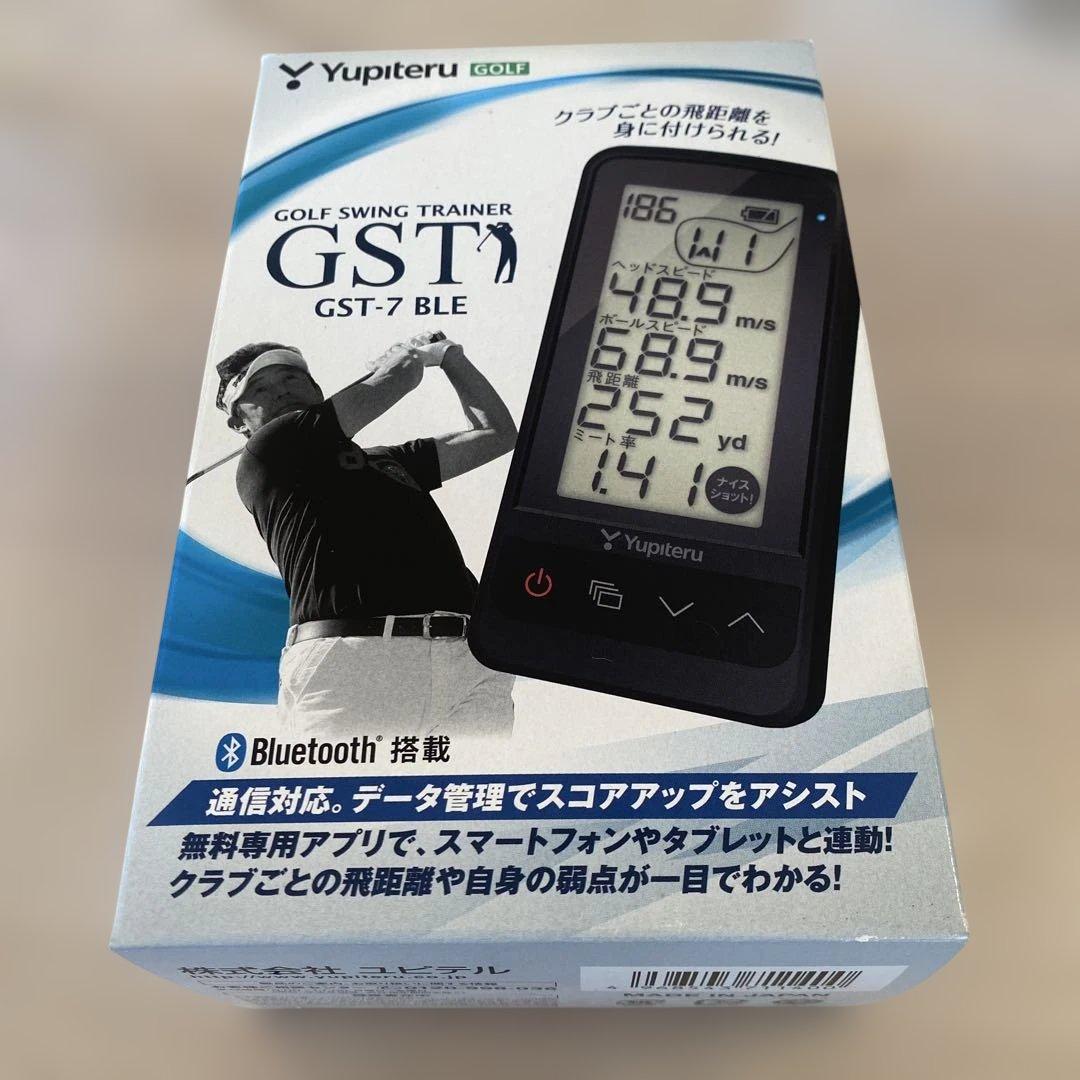 Yupiteru GOLF
クラブごとの飛距離を
身に付けられる!
GOLF SWING TRAINER
GST
GST-7 BLE
186
W1
ヘッドスピード
48.9 m/s
ボールスピード
68.9 m/s
飛距離
252 yd
ミート率
1.41
ナイス
ショット!
Yupiteru
Bluetooth® 搭載
通信対応。データ管理でスコアアップをアシスト
無料専用アプリで、スマートフォンやタブレットと連動!
クラブごとの飛距離や自身の弱点が一目でわかる!
株式会社 ユピテル
http://www.yupiteru.co.jp
MADE IN JAPAN